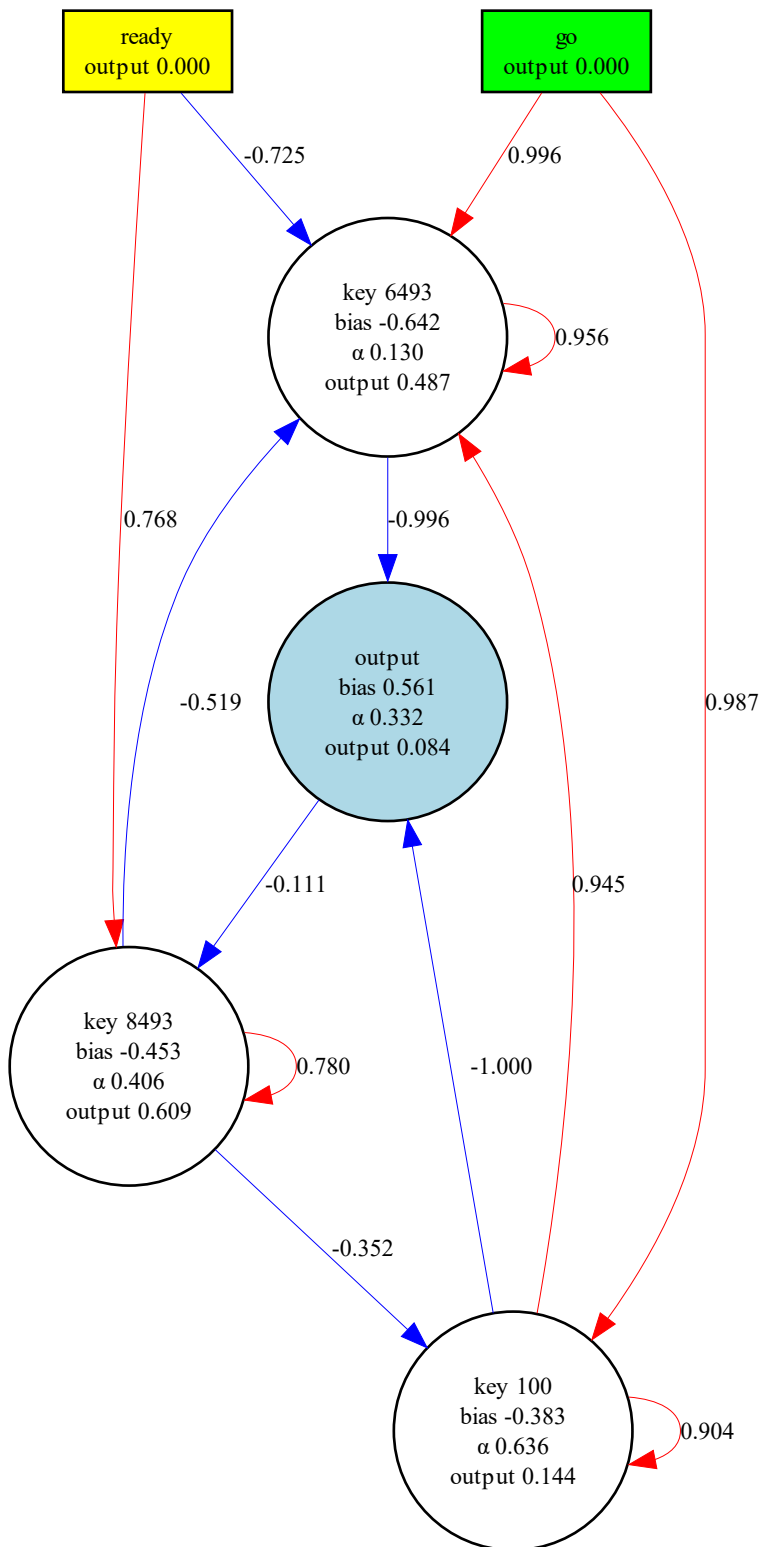 ready
output 0.000
go
output 0.000
-0.725
0.996
key 6493
bias -0.642
α 0.130
output 0.487
0.956
0.768
-0.996
-0.519
output
bias 0.561
α 0.332
output 0.084
0.987
-0.111
0.945
key 8493
bias -0.453
α 0.406
output 0.609
0.780
-1.000
-0.352
key 100
bias -0.383
α 0.636
output 0.144
0.904